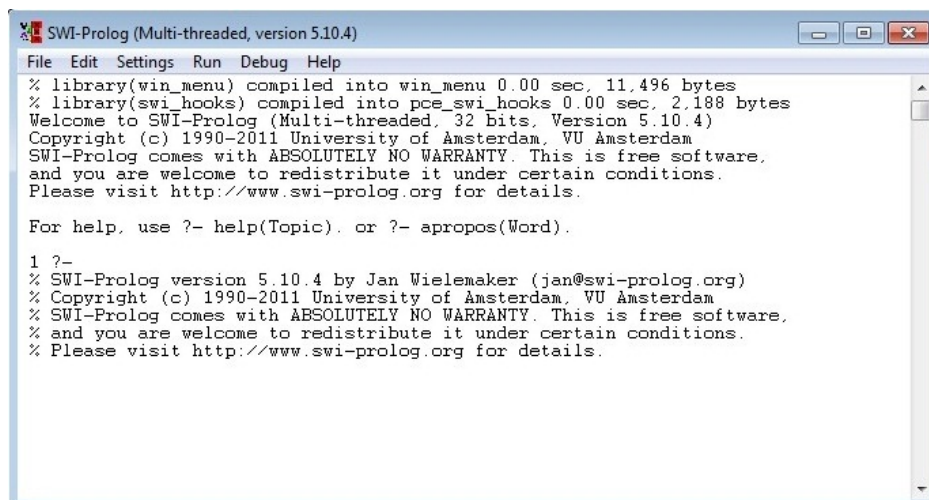 SWI-Prolog (Multi-threaded, version 5.10.4)
File Edit Settings Run Debug Help
% library(win_menu) compiled into win_menu 0.00 sec, 11,496 bytes
% library(swi_hooks) compiled into pce_swi_hooks 0.00 sec, 2,188 bytes
Welcome to SWI-Prolog (Multi-threaded, 32 bits, Version 5.10.4)
Copyright (c) 1990-2011 University of Amsterdam, VU Amsterdam
SWI-Prolog comes with ABSOLUTELY NO WARRANTY. This is free software,
and you are welcome to redistribute it under certain conditions.
Please visit http://www.swi-prolog.org for details.
For help, use ?- help(Topic). or ?- apropos(Word).
1 ?-
% SWI-Prolog version 5.10.4 by Jan Wielemaker (jan@swi-prolog.org)
% Copyright (c) 1990-2011 University of Amsterdam, VU Amsterdam
% SWI-Prolog comes with ABSOLUTELY NO WARRANTY. This is free software,
% and you are welcome to redistribute it under certain conditions.
% Please visit http://www.swi-prolog.org for details.